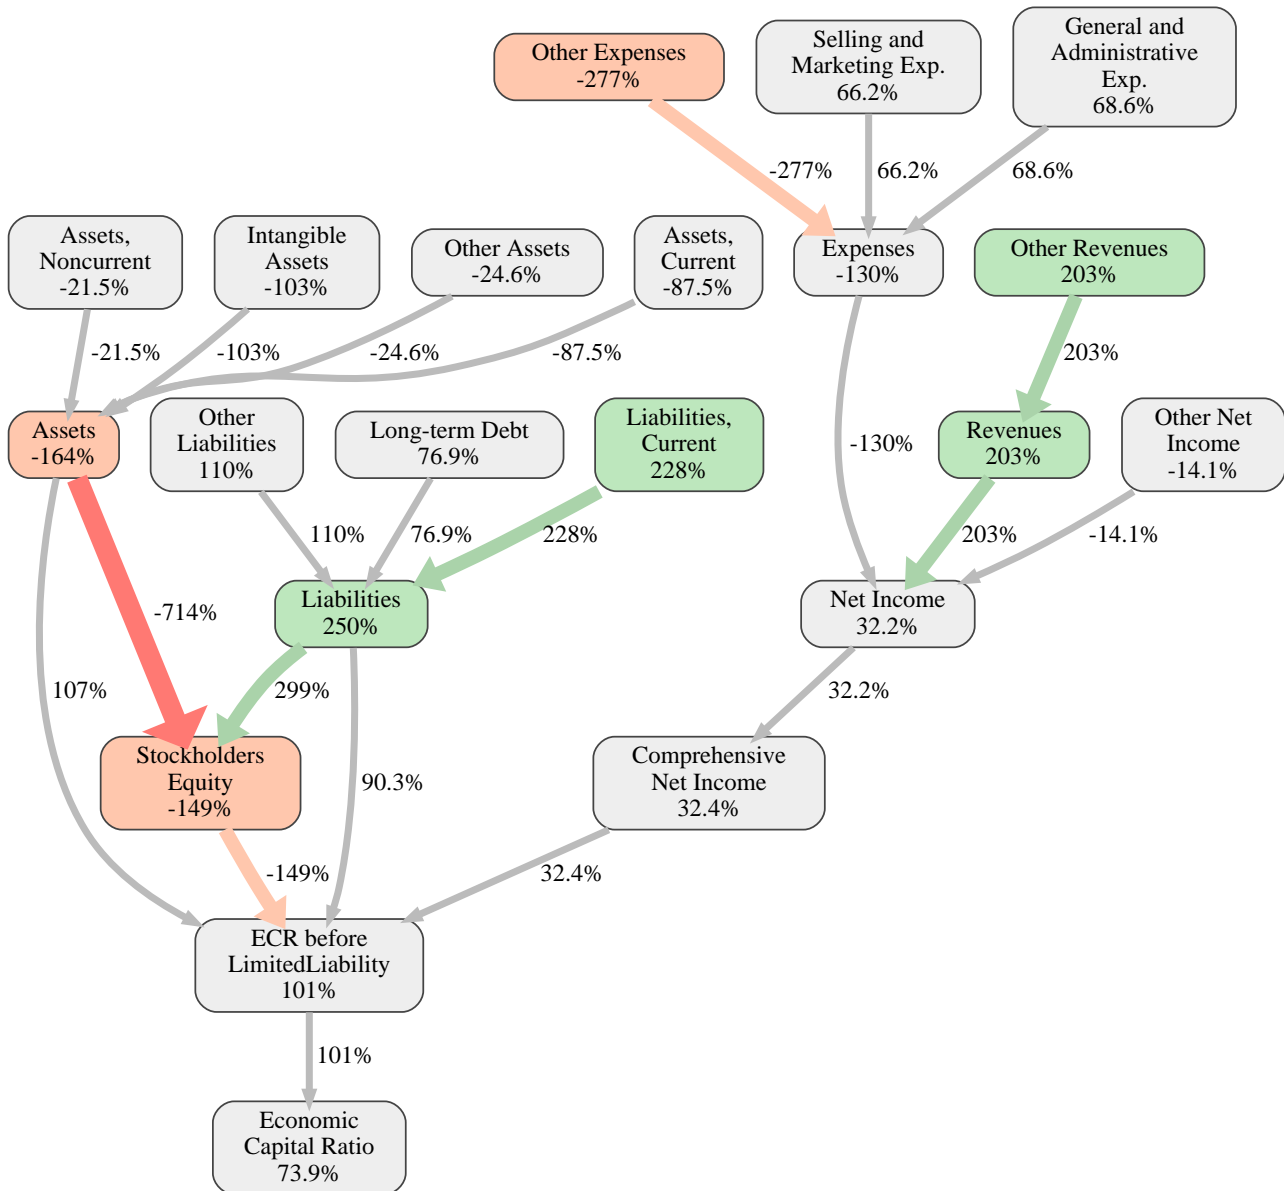 Other Expenses
-277%
Selling and
Marketing Exp.
66.2%
General and
Administrative
Exp.
68.6%
-277%
66.2%
68.6%
Assets,
Noncurrent
-21.5%
Intangible
Assets
-103%
Other Assets
-24.6%
Assets,
Current
-87.5%
Expenses
-130%
Other Revenues
203%
-21.5%
-103%
-24.6%
-87.5%
203%
Assets
-164%
Other
Liabilities
110%
Long-term Debt
76.9%
Liabilities,
Current
228%
-130%
Revenues
203%
Other Net
Income
-14.1%
110%
76.9%
228%
203%
-14.1%
-714%
Liabilities
250%
Net Income
32.2%
107%
299%
32.2%
Stockholders
Equity
-149%
90.3%
Comprehensive
Net Income
32.4%
-149%
32.4%
ECR before
LimitedLiability
101%
101%
Economic
Capital Ratio
73.9%